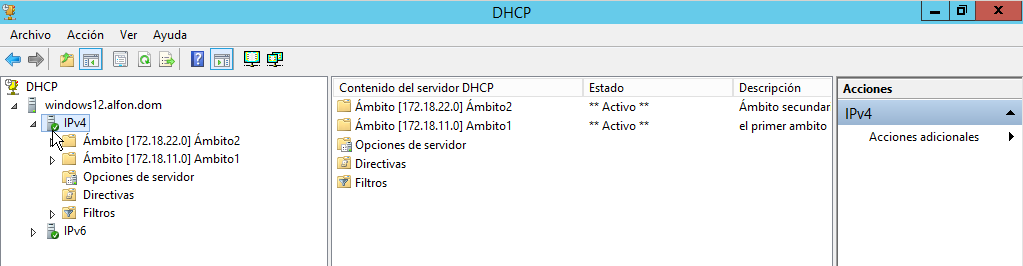 DHCP
Archivo Acción Ver Ayuda
DHCP
windows12.alfon.dom
IPv4
Ámbito [172.18.22.0] Ámbito2
Ámbito [172.18.11.0] Ámbito1
Opciones de servidor
Directivas
Filtros
IPv6
Contenido del servidor DHCP Estado Descripción
Ámbito [172.18.22.0] Ámbito2 ** Activo ** Ámbito secundar
Ámbito [172.18.11.0] Ámbito1 ** Activo ** el primer ambito
Opciones de servidor
Directivas
Filtros
Acciones
IPv4
Acciones adicionales